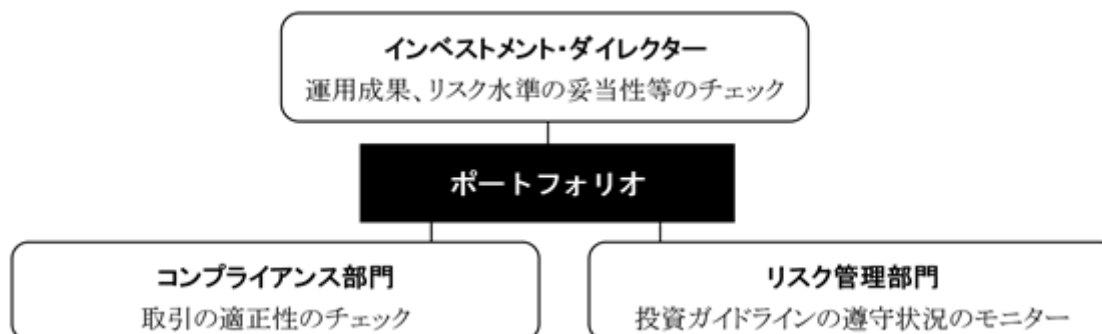 インベストメント・ダイレクター
運用成果、リスク水準の妥当性等のチェック
ポートフォリオ
コンプライアンス部門
取引の適正性のチェック
リスク管理部門
投資ガイドラインの遵守状況のモニター